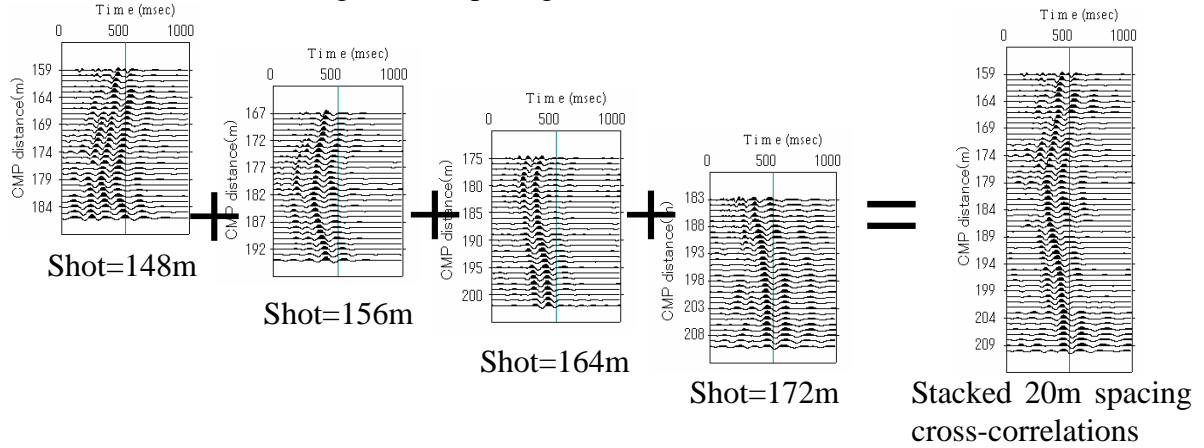 Time (msec)
0 500 1000
CMP distance(m)
159
164
169
174
179
184
Shot=148m
+
Time (msec)
0 500 1000
CMP distance(m)
167
172
177
182
187
192
Shot=156m
+
Time (msec)
0 500 1000
CMP distance(m)
175
180
185
190
195
200
Shot=164m
+
Time (msec)
0 500 1000
CMP distance(m)
183
188
193
198
203
208
Shot=172m
=
Time (msec)
0 500 1000
CMP distance(m)
159
164
169
174
179
184
189
194
199
204
209
Stacked 20m spacing
cross-correlations